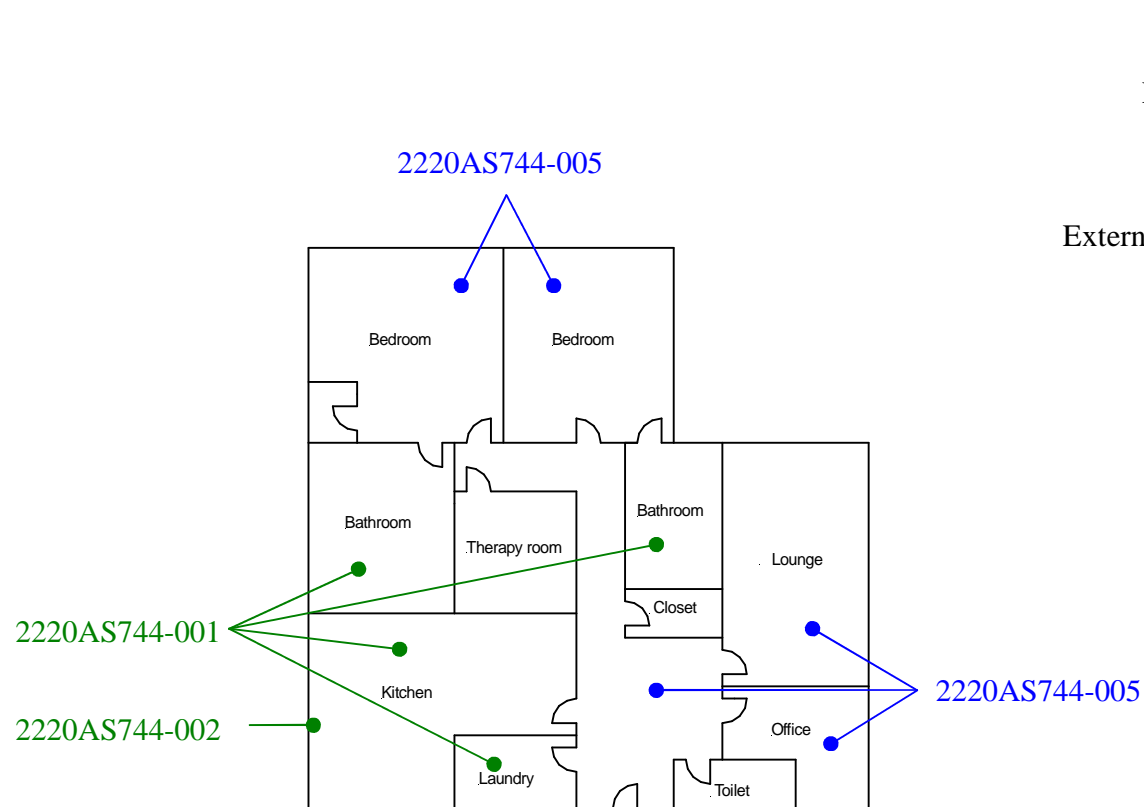 2220AS744-005
Extern
Bedroom
Bedroom
Bathroom
Bathroom
Therapy room
Lounge
Closet
2220AS744-001
Kitchen
2220AS744-005
2220AS744-002
Office
Laundry
Toilet